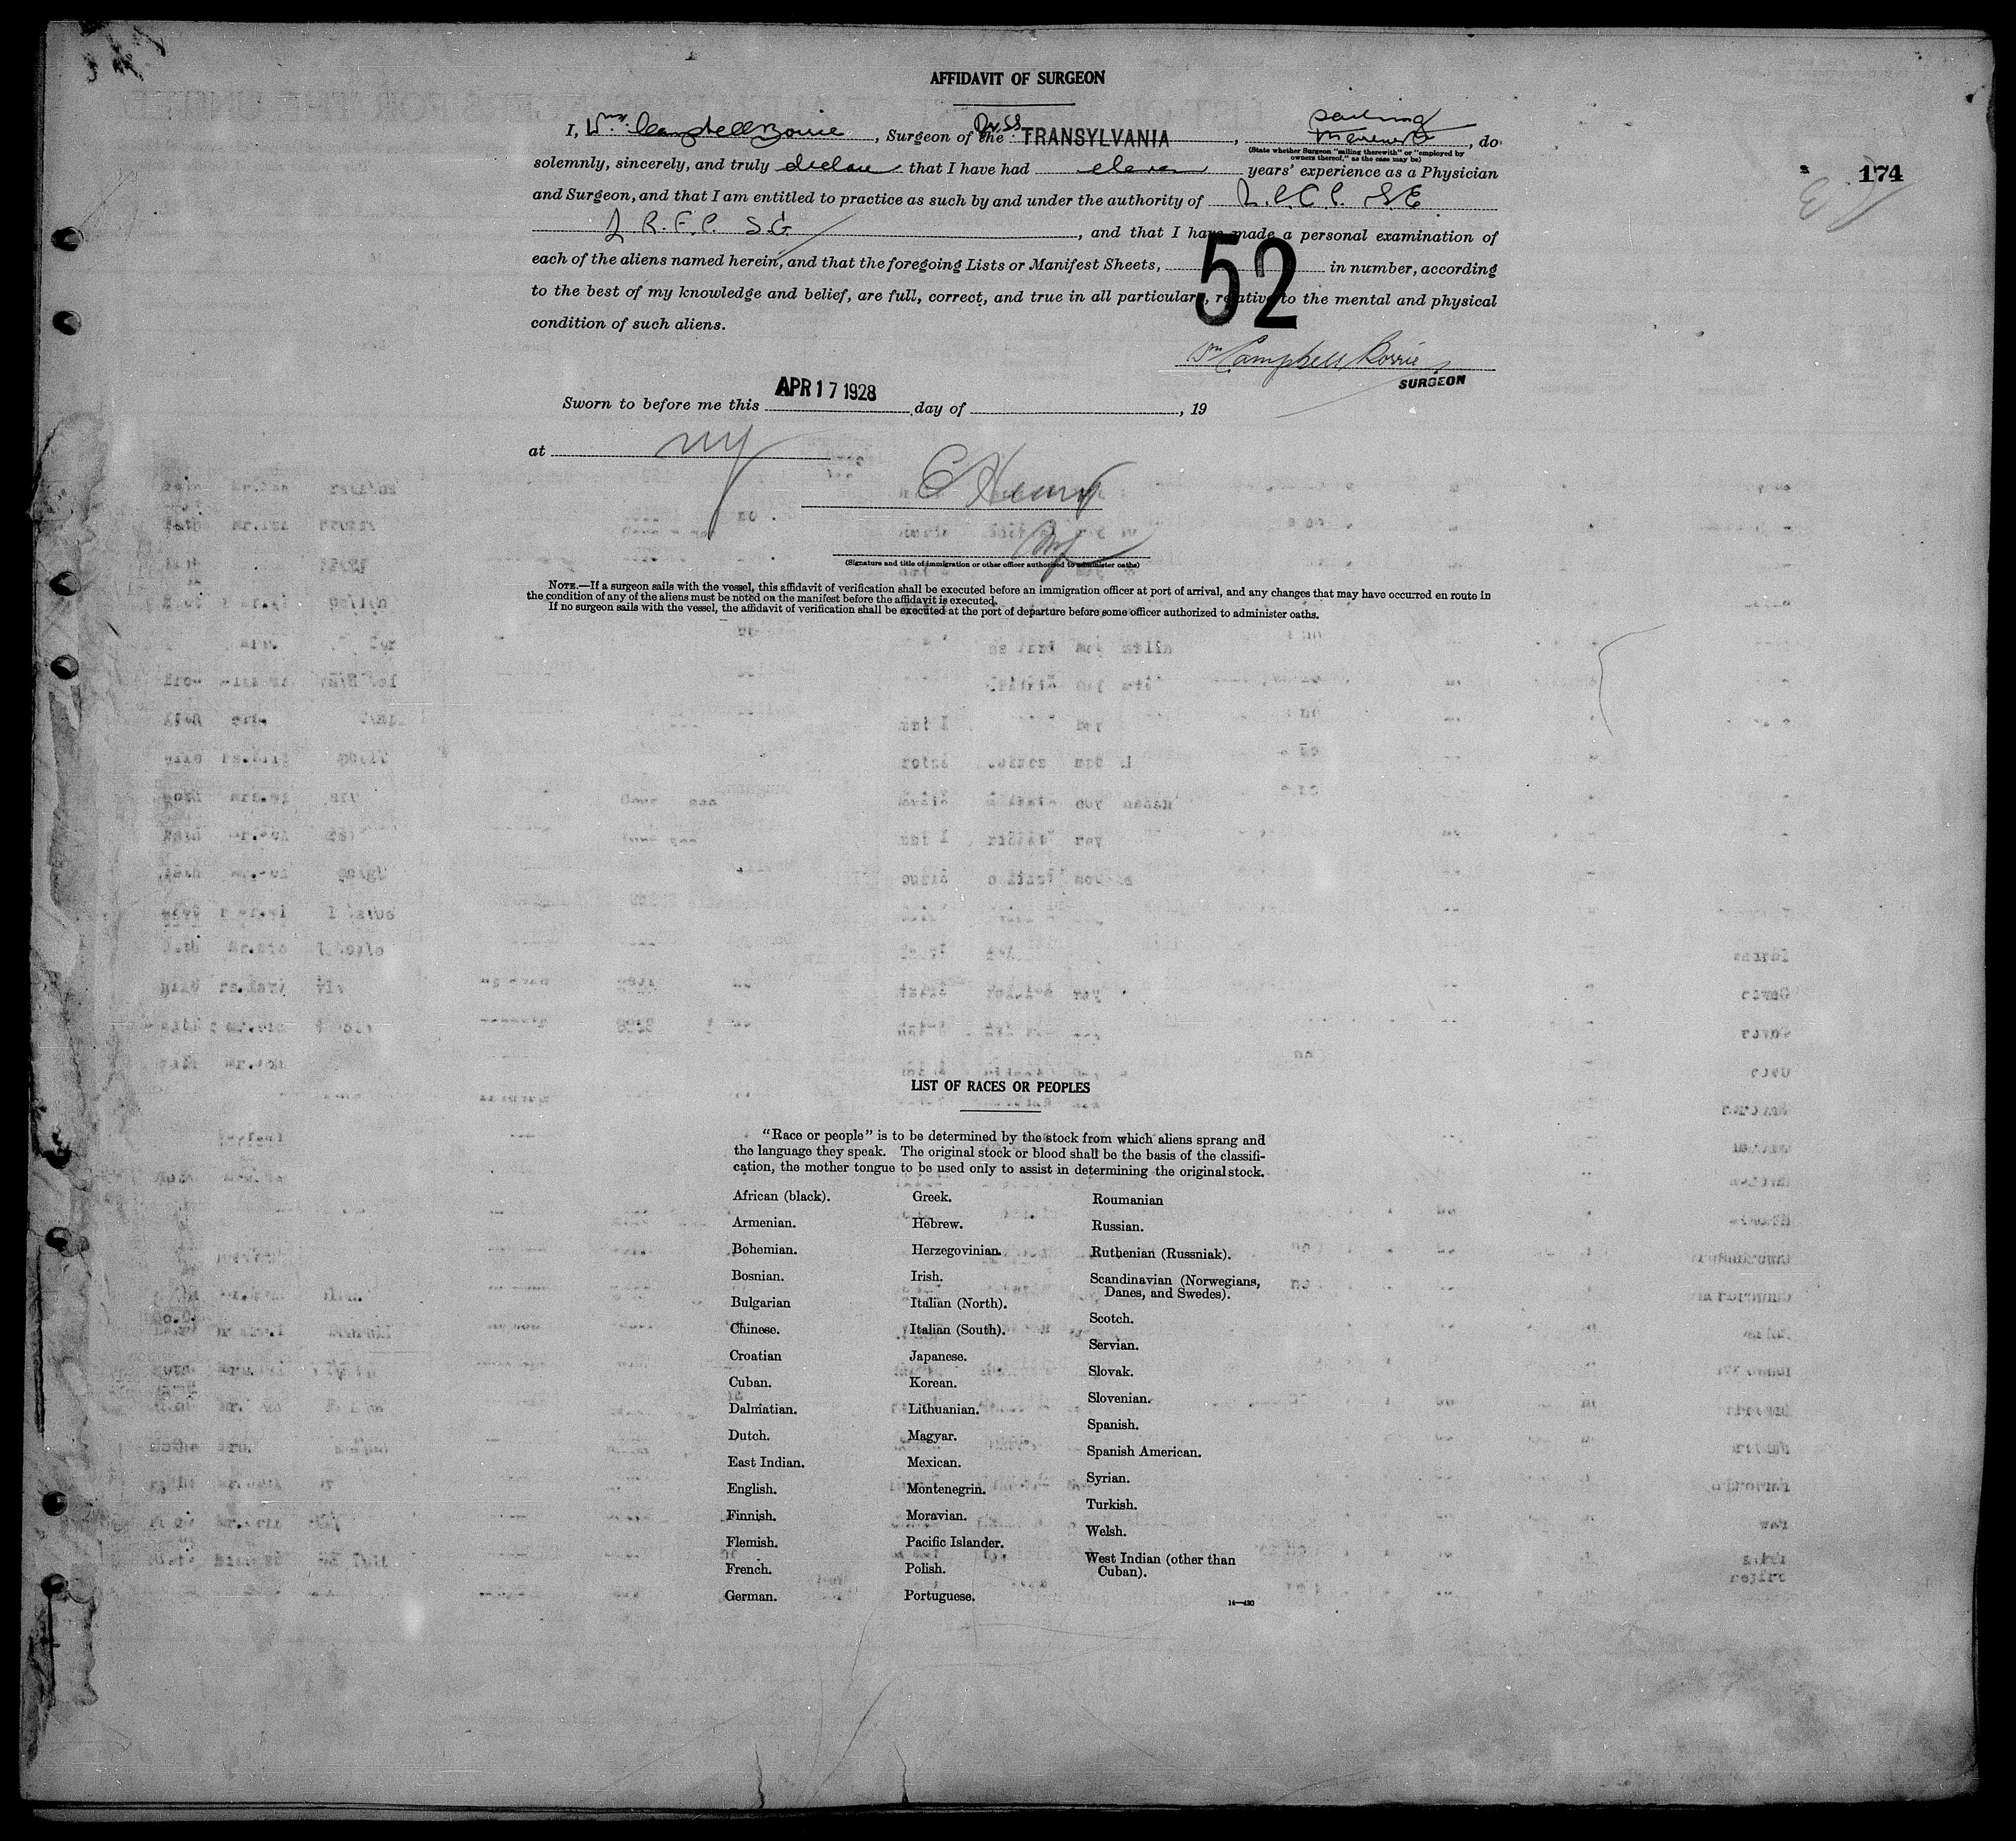 AFFIDAVIT OF SURGEON
174
I, Wm. Campbell Borrie, Surgeon of the TRANSYLVANIA, sailing therewith, do
(State whether Surgeon "sailing therewith" or "employed by owners thereof," as the case may be)
solemnly, sincerely, and truly declare that I have had eleven years' experience as a Physician
and Surgeon, and that I am entitled to practice as such by and under the authority of
, and that I have made a personal examination of
each of the aliens named herein, and that the foregoing Lists or Manifest Sheets, 52 in number, according
to the best of my knowledge and belief, are full, correct, and true in all particulars, relative to the mental and physical
condition of such aliens.
Wm Campbell Borrie
SURGEON
Sworn to before me this APR 17 1928 day of , 19
at NY
C Henry
(Signature and title of immigration or other officer authorized to administer oaths)
NOTE.—If a surgeon sails with the vessel, this affidavit of verification shall be executed before an immigration officer at port of arrival, and any changes that may have occurred en route in
the condition of any of the aliens must be noted on the manifest before the affidavit is executed.
If no surgeon sails with the vessel, the affidavit of verification shall be executed at the port of departure before some officer authorized to administer oaths.
LIST OF RACES OR PEOPLES
"Race or people" is to be determined by the stock from which aliens sprang and
the language they speak. The original stock or blood shall be the basis of the classifi-
cation, the mother tongue to be used only to assist in determining the original stock.
African (black).
Armenian.
Bohemian.
Bosnian.
Bulgarian
Chinese.
Croatian
Cuban.
Dalmatian.
Dutch.
East Indian.
English.
Finnish.
Flemish.
French.
German.
Greek.
Hebrew.
Herzegovinian.
Irish.
Italian (North).
Italian (South).
Japanese.
Korean.
Lithuanian.
Magyar.
Mexican.
Montenegrin.
Moravian.
Pacific Islander.
Polish.
Portuguese.
Roumanian
Russian.
Ruthenian (Russniak).
Scandinavian (Norwegians,
Danes, and Swedes).
Scotch.
Servian.
Slovak.
Slovenian.
Spanish.
Spanish American.
Syrian.
Turkish.
Welsh.
West Indian (other than
Cuban).
14—430